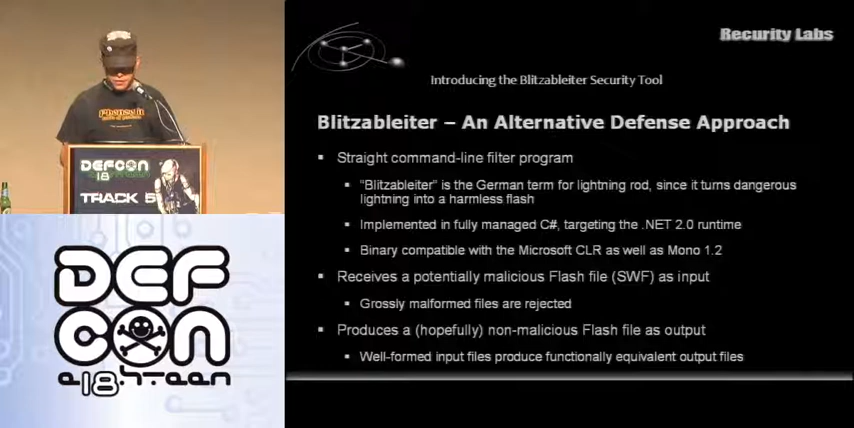 Recurity Labs
Introducing the Blitzableiter Security Tool
Blitzableiter – An Alternative Defense Approach
Straight command-line filter program
"Blitzableiter" is the German term for lightning rod, since it turns dangerous
lightning into a harmless flash
Implemented in fully managed C#, targeting the .NET 2.0 runtime
Binary compatible with the Microsoft CLR as well as Mono 1.2
Receives a potentially malicious Flash file (SWF) as input
Grossly malformed files are rejected
Produces a (hopefully) non-malicious Flash file as output
Well-formed input files produce functionally equivalent output files
DEFCON
18
TRACK 5
DEF
CON
e18.hteen